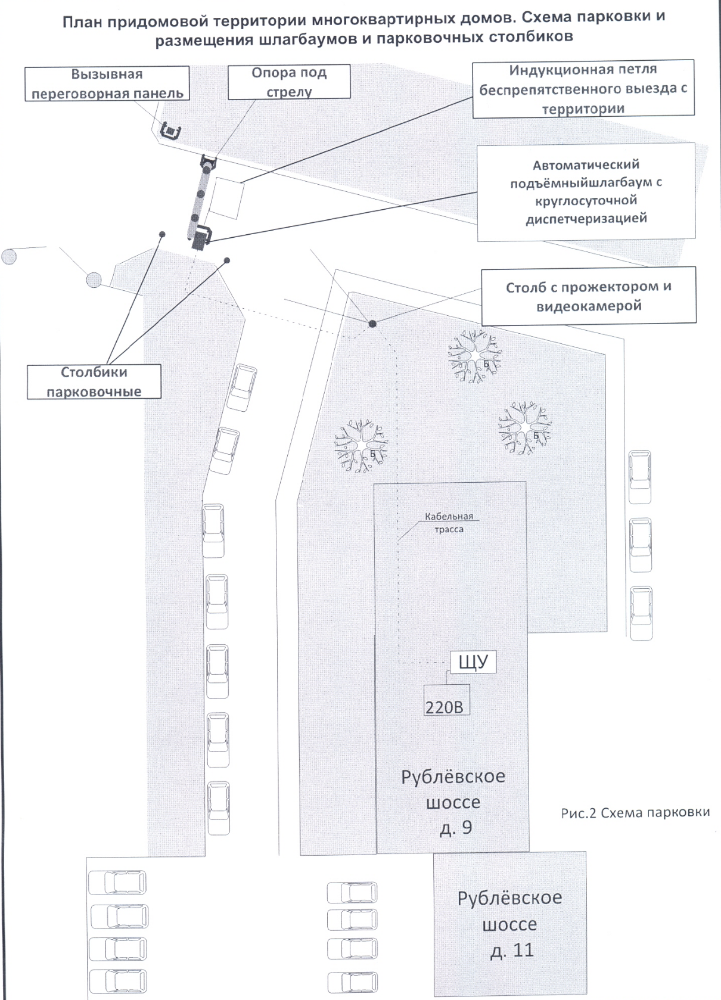 План придомовой территории многоквартирных домов. Схема парковки и
размещения шлагбаумов и парковочных столбиков
Вызывная
переговорная панель
Опора под
стрелу
Индукционная петля
беспрепятственного выезда с
территории
Автоматический
подъёмныйшлагбаум с
круглосуточной
диспетчеризацией
Столб с прожектором и
видеокамерой
Столбики
парковочные
Б
Б
Б
Кабельная
трасса
ЩУ
220В
Рублёвское
шоссе
д. 9
Рис.2 Схема парковки
Рублёвское
шоссе
д. 11